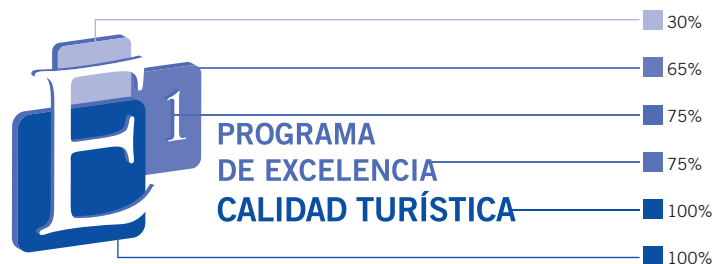 E
1
PROGRAMA
DE EXCELENCIA
CALIDAD TURÍSTICA
30%
65%
75%
75%
100%
100%